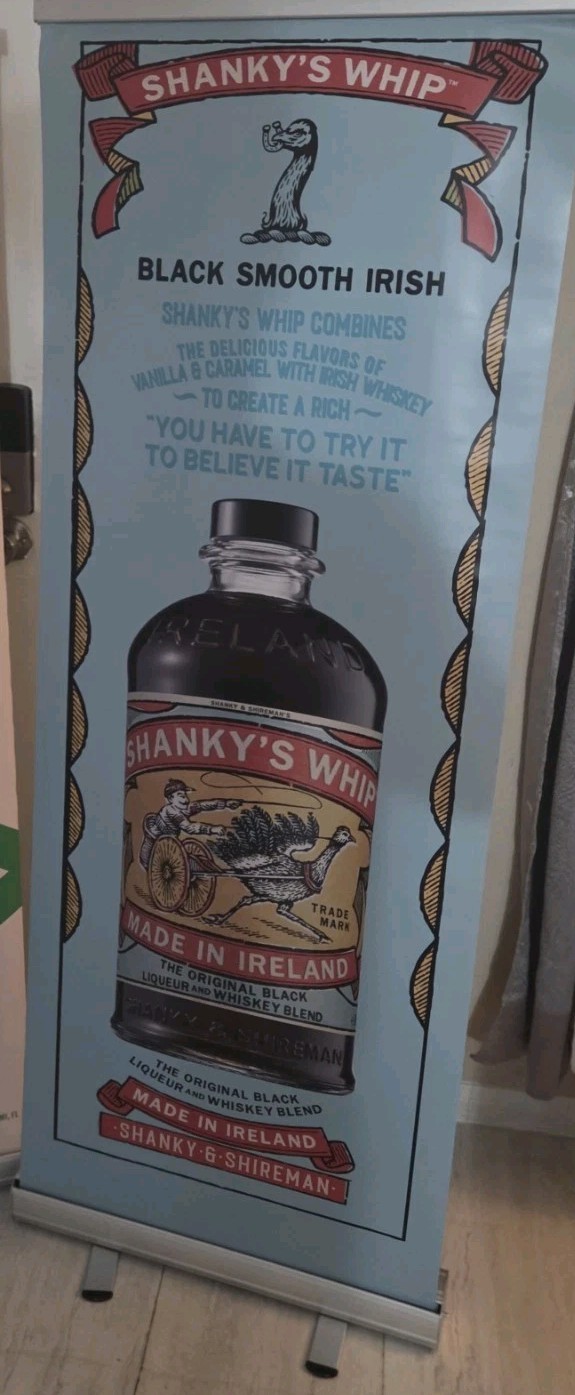 SHANKY'S WHIP™
BLACK SMOOTH IRISH
SHANKY'S WHIP COMBINES
THE DELICIOUS FLAVORS OF
VANILLA & CARAMEL WITH IRISH WHISKEY
~ TO CREATE A RICH ~
"YOU HAVE TO TRY IT
TO BELIEVE IT TASTE"
IRELAND
SHANKY & SHIREMAN'S
SHANKY'S WHIP
TRADE
MARK
MADE IN IRELAND
THE ORIGINAL BLACK
LIQUEUR AND WHISKEY BLEND
SHANKY & SHIREMAN
THE ORIGINAL BLACK
LIQUEUR AND WHISKEY BLEND
MADE IN IRELAND
·SHANKY·&·SHIREMAN·